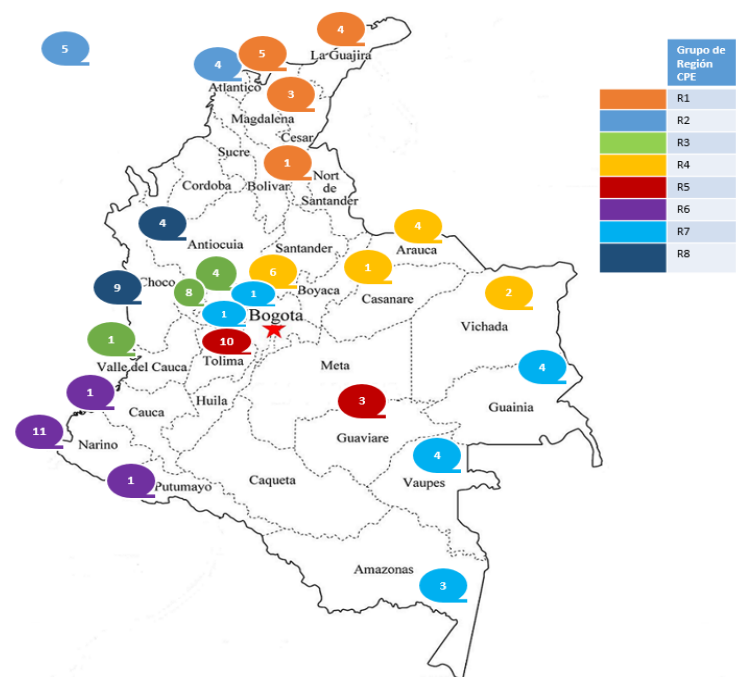 4
5
La Guajira
5
4
Atlantico
3
Magdalena
Cesar
Sucre
1
Cordoba
Bolivar
Nort
de
Santander
4
Antiocuia
Santander
4
Arauca
9
Choco
4
8
6
1
Boyaca
1
Casanare
2
Vichada
1
Bogota
1
Valle del Cauca
10
Tolima
Meta
4
Guainia
1
Cauca
Huila
3
Guaviare
11
Narino
1
Putumayo
Caqueta
4
Vaupes
Amazonas
3
Grupo de
Región
CPE
R1
R2
R3
R4
R5
R6
R7
R8